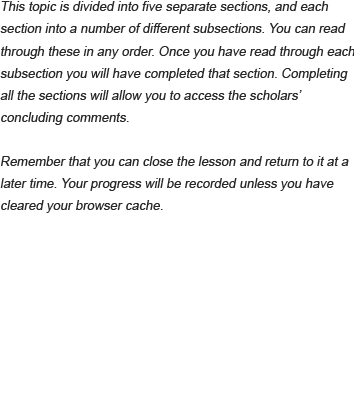 This topic is divided into five separate sections, and each
section into a number of different subsections. You can read
through these in any order. Once you have read through each
subsection you will have completed that section. Completing
all the sections will allow you to access the scholars’
concluding comments.
Remember that you can close the lesson and return to it at a
later time. Your progress will be recorded unless you have
cleared your browser cache.